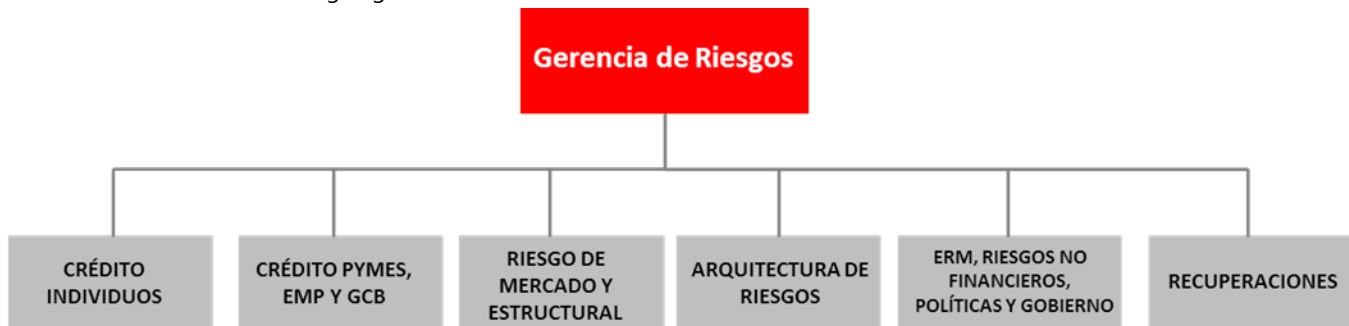 Gerencia de Riesgos
CRÉDITO
INDIVIDUOS
CRÉDITO PYMES,
EMP Y GCB
RIESGO DE
MERCADO Y
ESTRUCTURAL
ARQUITECTURA DE
RIESGOS
ERM, RIESGOS NO
FINANCIEROS,
POLÍTICAS Y GOBIERNO
RECUPERACIONES